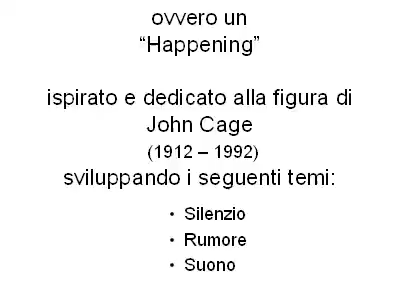 ovvero un
“Happening”
ispirato e dedicato alla figura di
John Cage
(1912 – 1992)
sviluppando i seguenti temi:
• Silenzio
• Rumore
• Suono